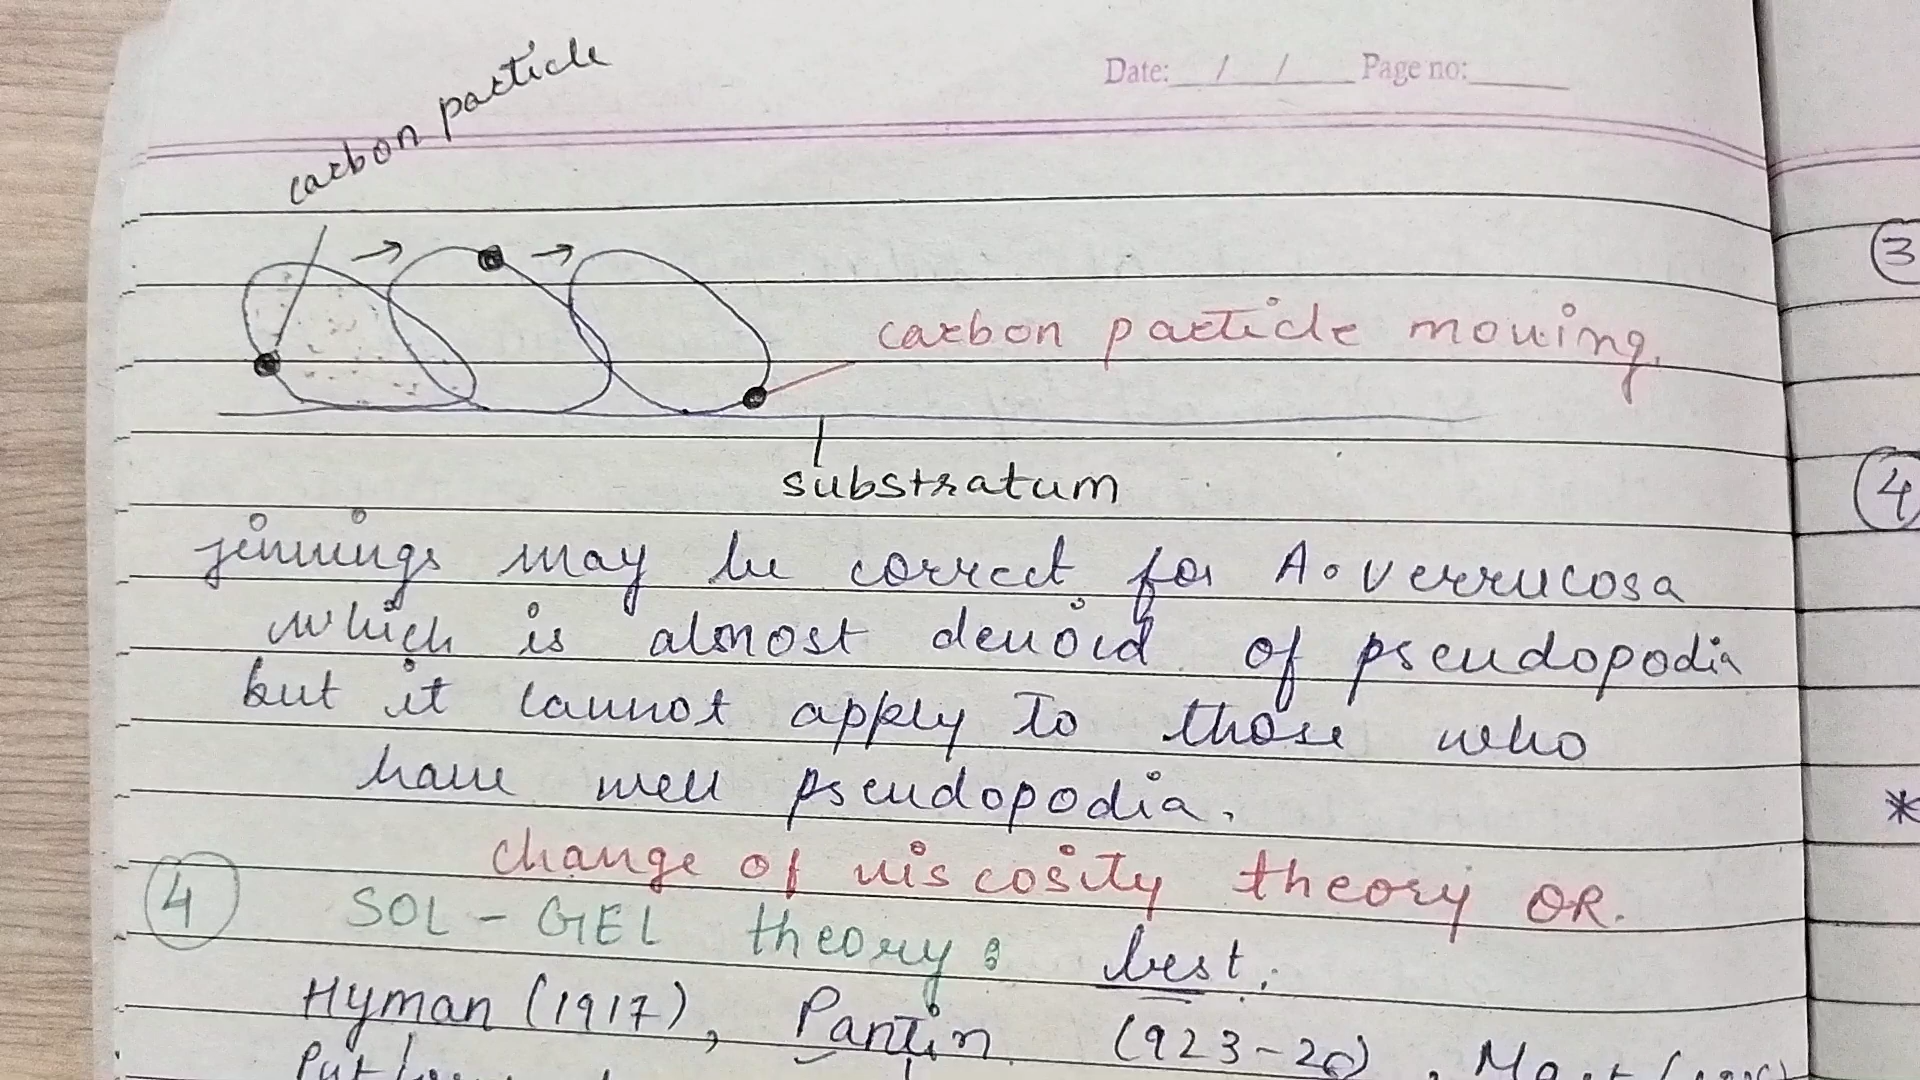 Date: / / Page no:
carbon particle
carbon particle moving.
substratum
jennings may be correct for A. verrucosa
which is almost devoid of pseudopodia
but it cannot apply to those who
have well pseudopodia.
change of viscosity theory OR.
4 SOL - GEL theory: best.
Hyman (1917), Pantin (923-26),
3
4
*